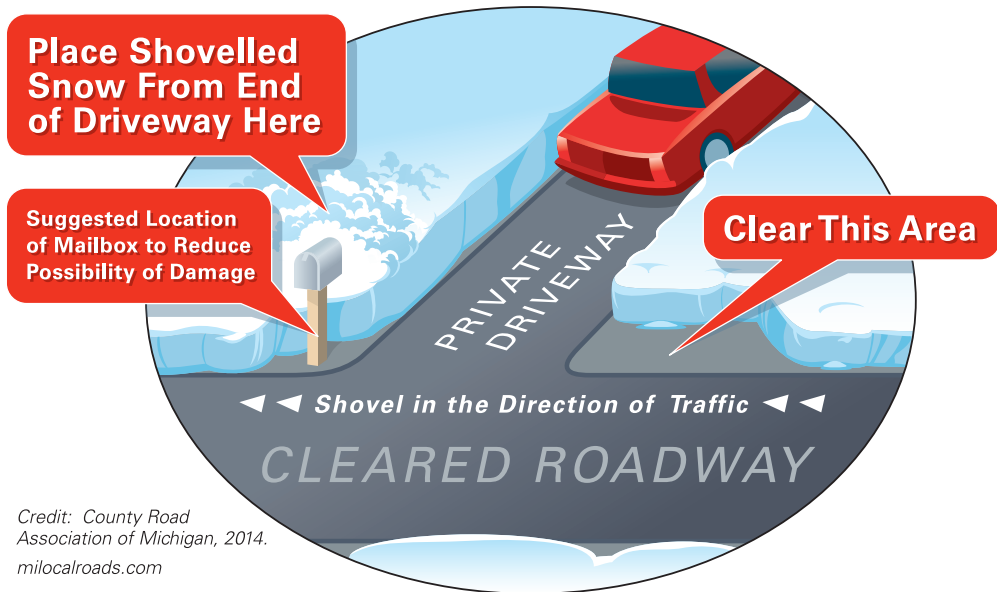 Place Shovelled
Snow From End
of Driveway Here
Suggested Location
of Mailbox to Reduce
Possibility of Damage
Clear This Area
PRIVATE
DRIVEWAY
Shovel in the Direction of Traffic
CLEARED ROADWAY
Credit: County Road
Association of Michigan, 2014.
milocalroads.com